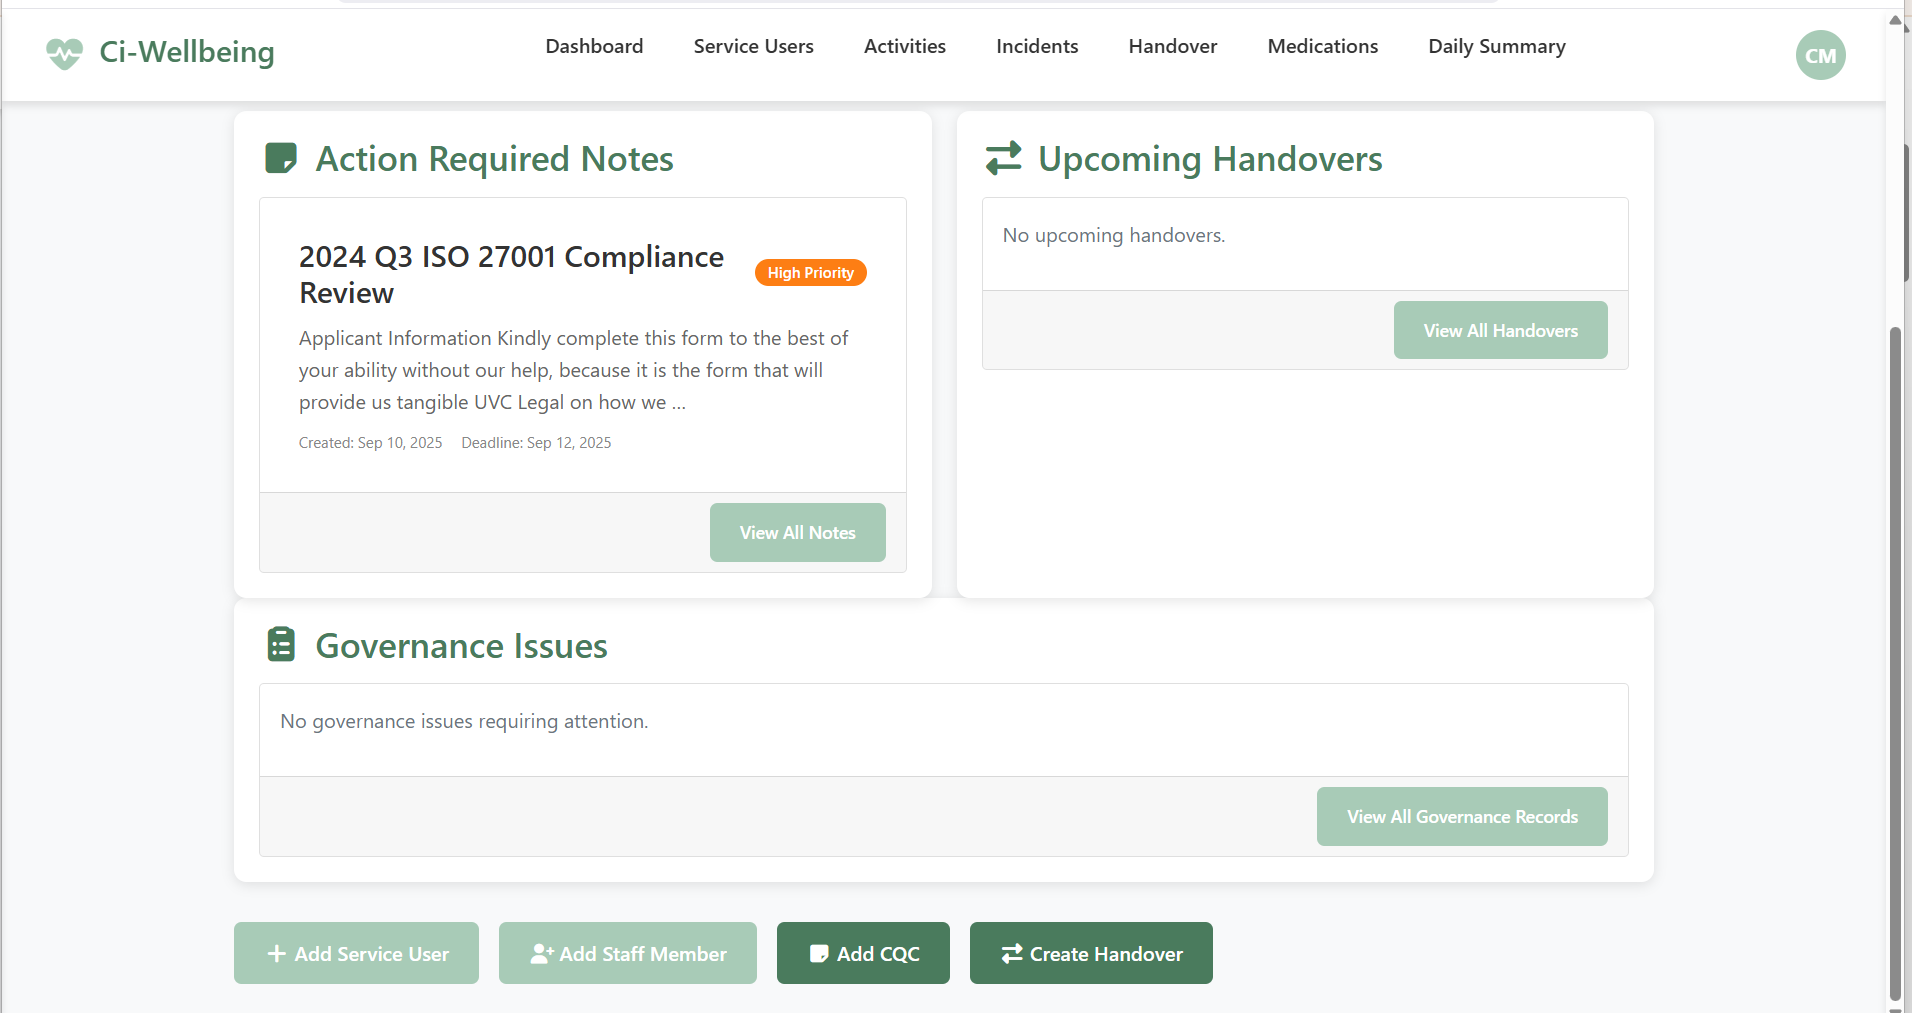 Ci-Wellbeing
Dashboard
Service Users
Activities
Incidents
Handover
Medications
Daily Summary
CM
Action Required Notes
2024 Q3 ISO 27001 Compliance
Review
High Priority
Applicant Information Kindly complete this form to the best of
your ability without our help, because it is the form that will
provide us tangible UVC Legal on how we ...
Created: Sep 10, 2025 Deadline: Sep 12, 2025
View All Notes
Upcoming Handovers
No upcoming handovers.
View All Handovers
Governance Issues
No governance issues requiring attention.
View All Governance Records
Add Service User
Add Staff Member
Add CQC
Create Handover